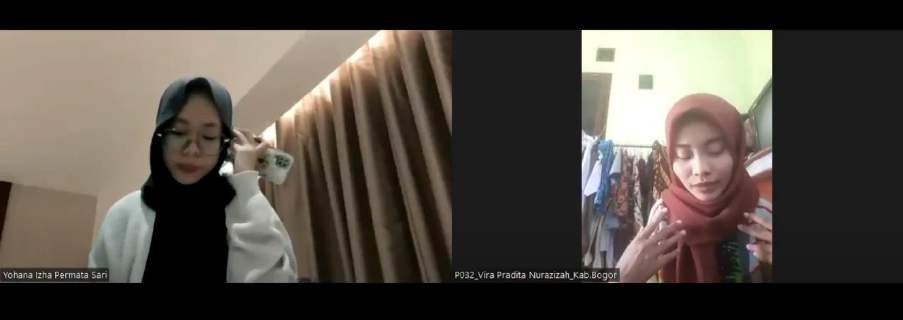 Yohana Izha Permata Sari
P032_Vira Pradita Nurazizah_Kab.Bogor